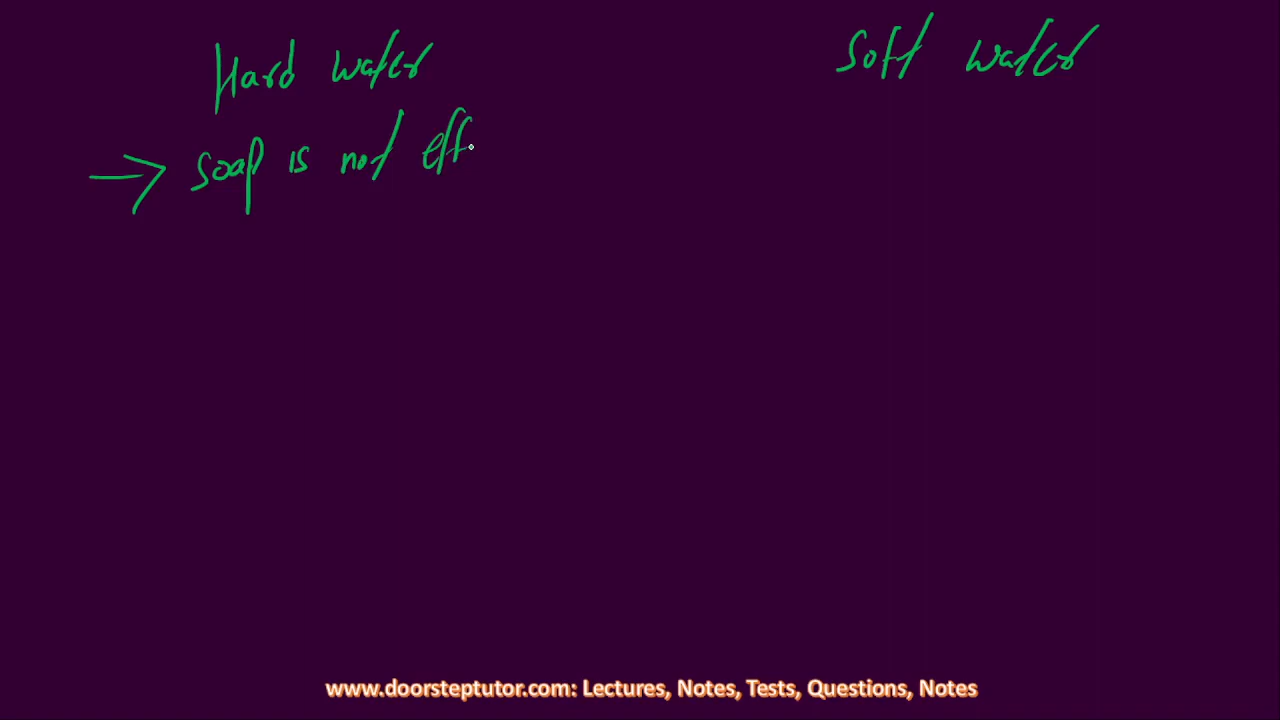 Hard water
Soft water
→ soap is not eff
www.doorsteptutor.com: Lectures, Notes, Tests, Questions, Notes